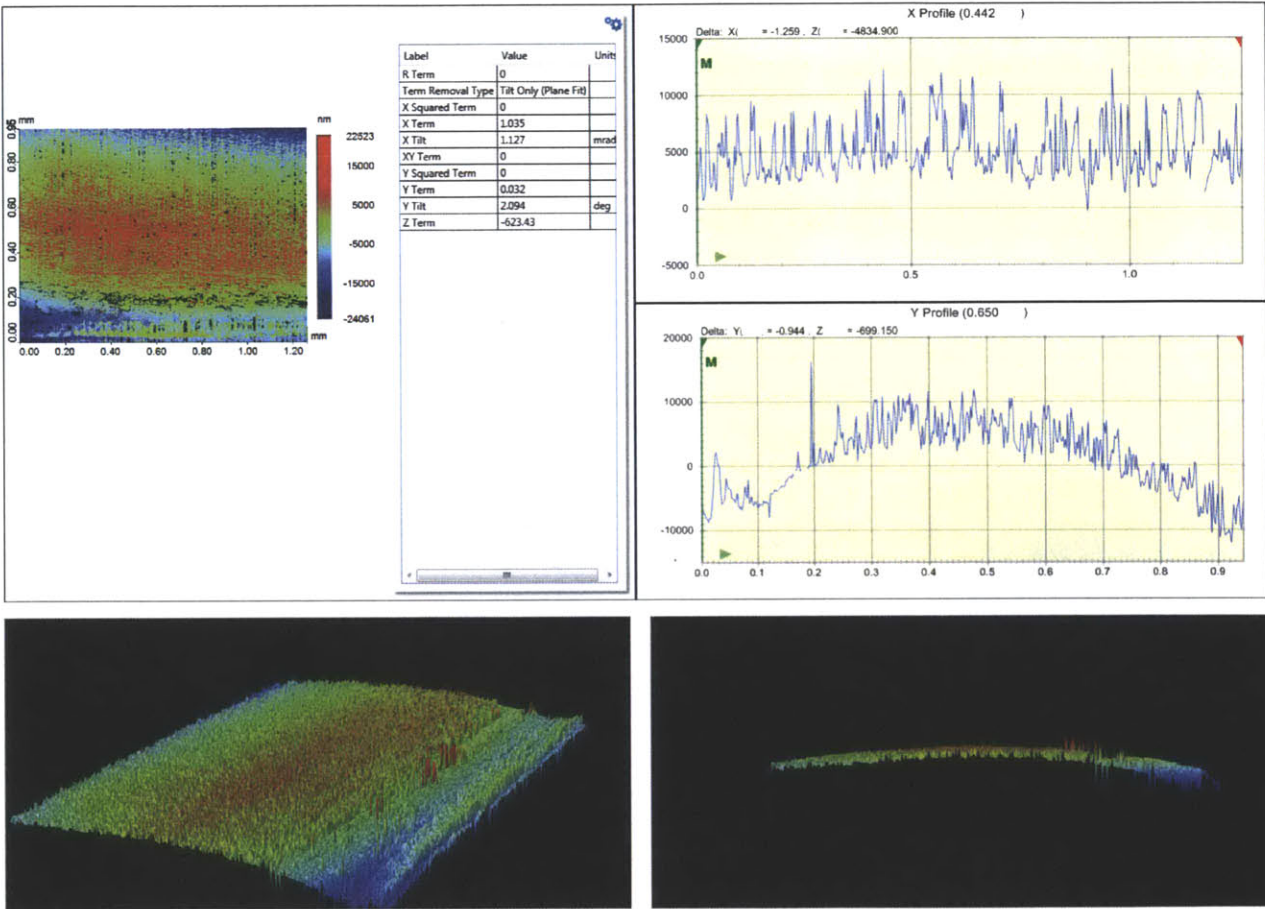 Label Value Units
R Term 0
Term Removal Type Tilt Only (Plane Fit)
X Squared Term 0
X Term 1.035
X Tilt 1.127 mrad
XY Term 0
Y Squared Term 0
Y Term 0.032
Y Tilt 2.094 deg
Z Term -623.43
mm
0.95
0.80
0.60
0.40
0.20
0.00
0.00 0.20 0.40 0.60 0.80 1.00 1.20
mm
nm
22523
15000
5000
-5000
-15000
-24061
X Profile (0.442 )
Delta: X( = -1.259 , Z( = -4834.900
M
15000
10000
5000
0
-5000
0.0 0.5 1.0
Y Profile (0.650 )
Delta: Y( = -0.944 , Z = -699.150
M
20000
10000
0
-10000
0.0 0.1 0.2 0.3 0.4 0.5 0.6 0.7 0.8 0.9